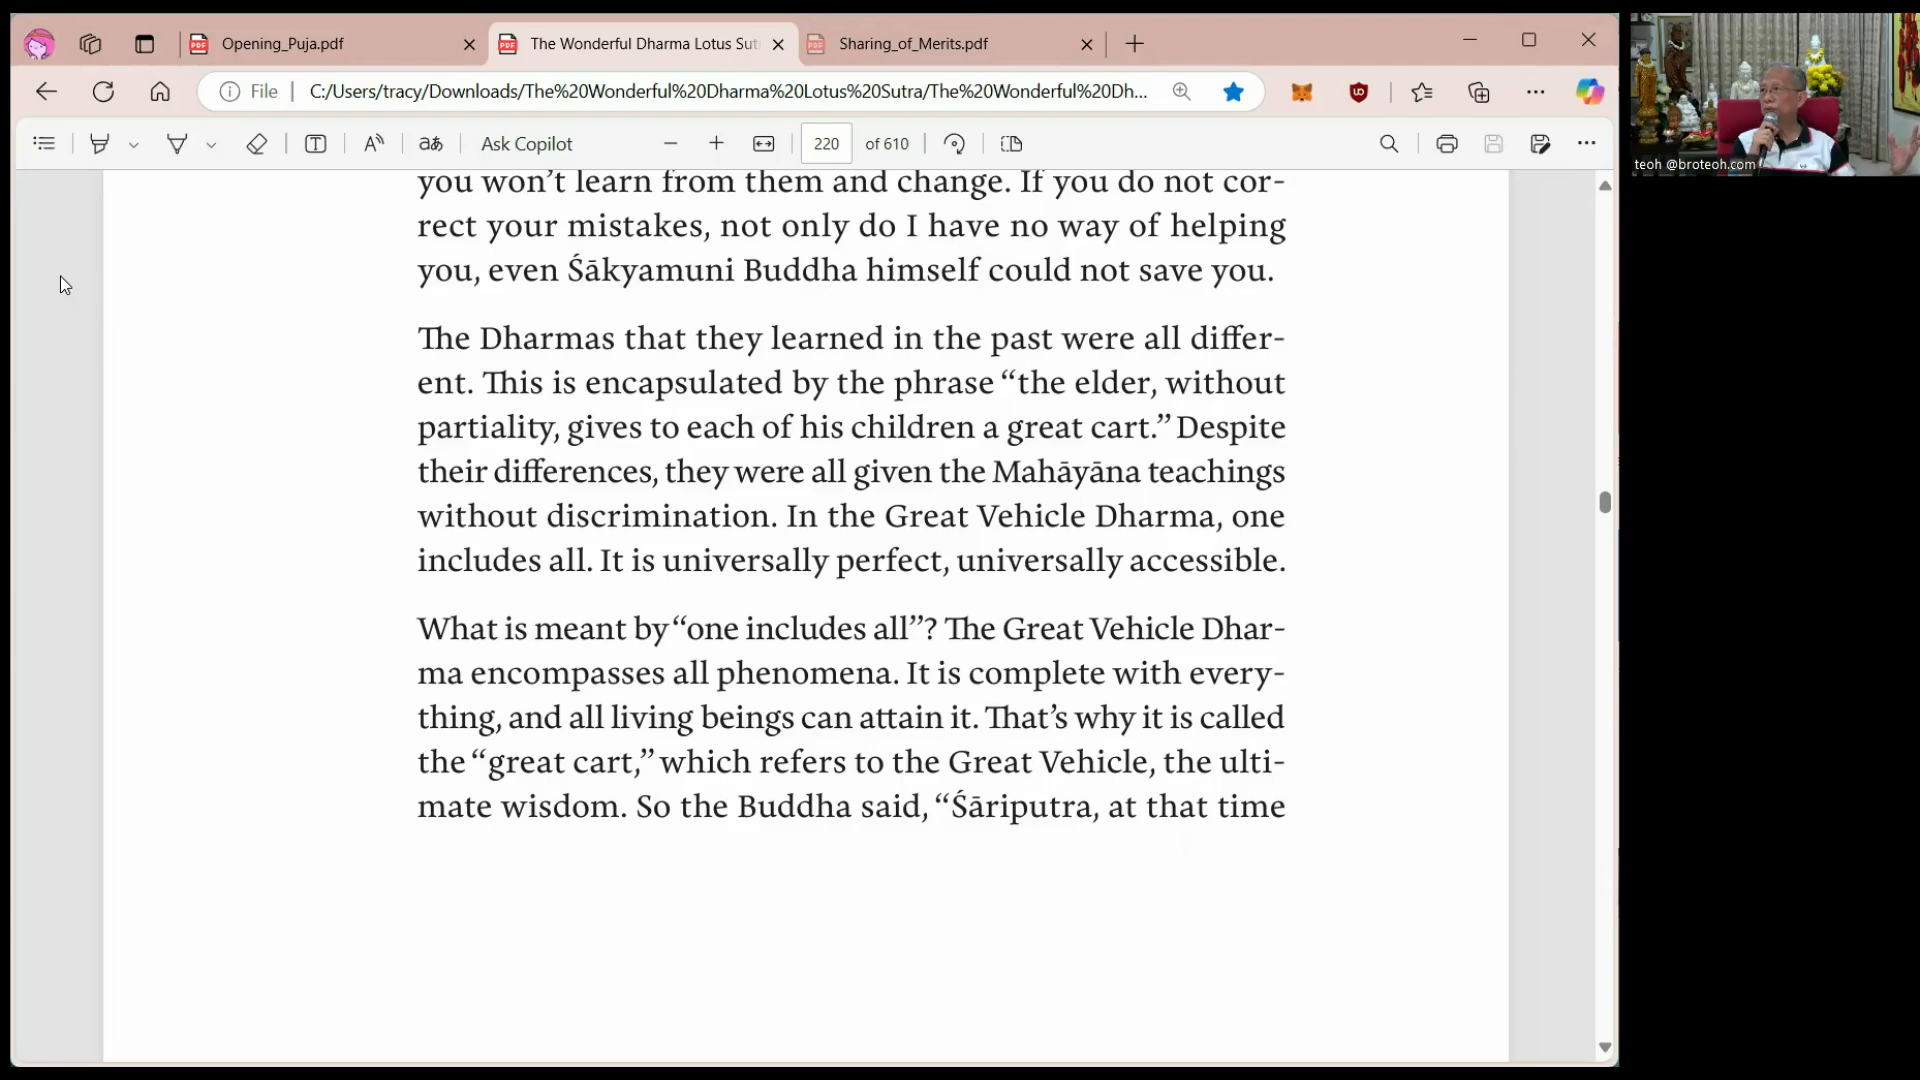 Opening_Puja.pdf
The Wonderful Dharma Lotus Sut
Sharing_of_Merits.pdf
File
C:/Users/tracy/Downloads/The%20Wonderful%20Dharma%20Lotus%20Sutra/The%20Wonderful%20Dh...
Ask Copilot
220 of 610
you won’t learn from them and change. If you do not cor-
rect your mistakes, not only do I have no way of helping
you, even Śākyamuni Buddha himself could not save you.
The Dharmas that they learned in the past were all differ-
ent. This is encapsulated by the phrase “the elder, without
partiality, gives to each of his children a great cart.” Despite
their differences, they were all given the Mahāyāna teachings
without discrimination. In the Great Vehicle Dharma, one
includes all. It is universally perfect, universally accessible.
What is meant by “one includes all”? The Great Vehicle Dhar-
ma encompasses all phenomena. It is complete with every-
thing, and all living beings can attain it. That’s why it is called
the “great cart,” which refers to the Great Vehicle, the ulti-
mate wisdom. So the Buddha said, “Śāriputra, at that time
teoh @broteoh.com